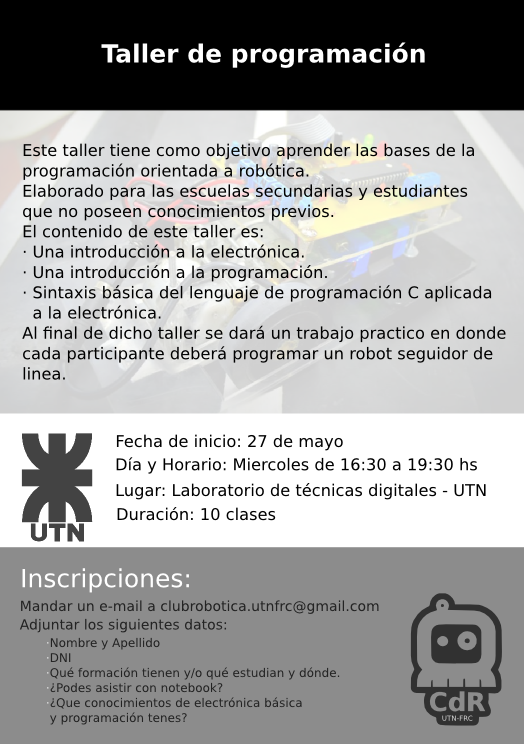 Taller de programación
Este taller tiene como objetivo aprender las bases de la
programación orientada a robótica.
Elaborado para las escuelas secundarias y estudiantes
que no poseen conocimientos previos.
El contenido de este taller es:
· Una introducción a la electrónica.
· Una introducción a la programación.
· Sintaxis básica del lenguaje de programación C aplicada
a la electrónica.
Al final de dicho taller se dará un trabajo practico en donde
cada participante deberá programar un robot seguidor de
linea.
Fecha de inicio: 27 de mayo
Día y Horario: Miercoles de 16:30 a 19:30 hs
Lugar: Laboratorio de técnicas digitales - UTN
Duración: 10 clases
UTN
Inscripciones:
Mandar un e-mail a clubrobotica.utnfrc@gmail.com
Adjuntar los siguientes datos:
·Nombre y Apellido
·DNI
·Qué formación tienen y/o qué estudian y dónde.
·¿Podes asistir con notebook?
·¿Que conocimientos de electrónica básica
y programación tenes?
CdR
UTN-FRC